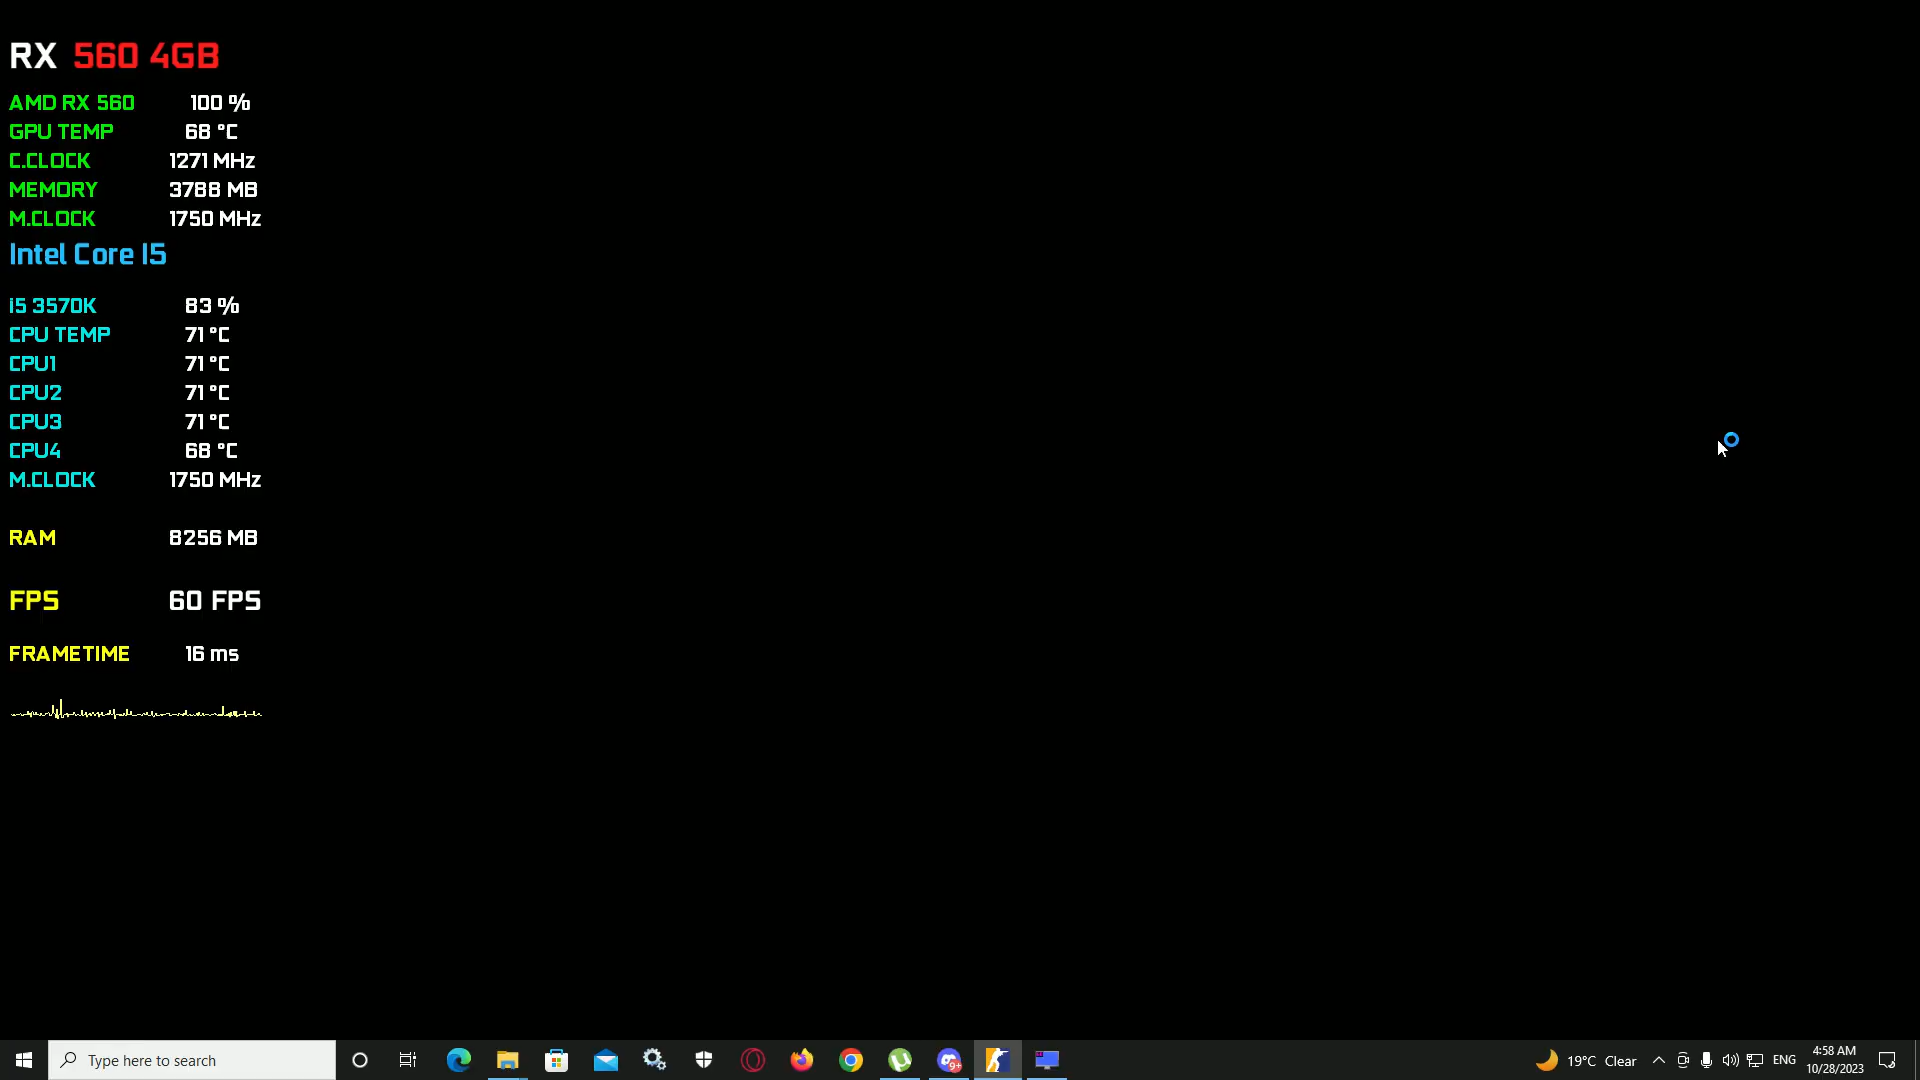 RX 560 4GB
AMD RX 560 100 %
GPU TEMP 68 °C
C.CLOCK 1271 MHz
MEMORY 3788 MB
M.CLOCK 1750 MHz
Intel Core I5
i5 3570K 83 %
CPU TEMP 71 °C
CPU1 71 °C
CPU2 71 °C
CPU3 71 °C
CPU4 68 °C
M.CLOCK 1750 MHz
RAM 8256 MB
FPS 60 FPS
FRAMETIME 16 ms
Type here to search
9+
19°C Clear
ENG
4:58 AM
10/28/2023